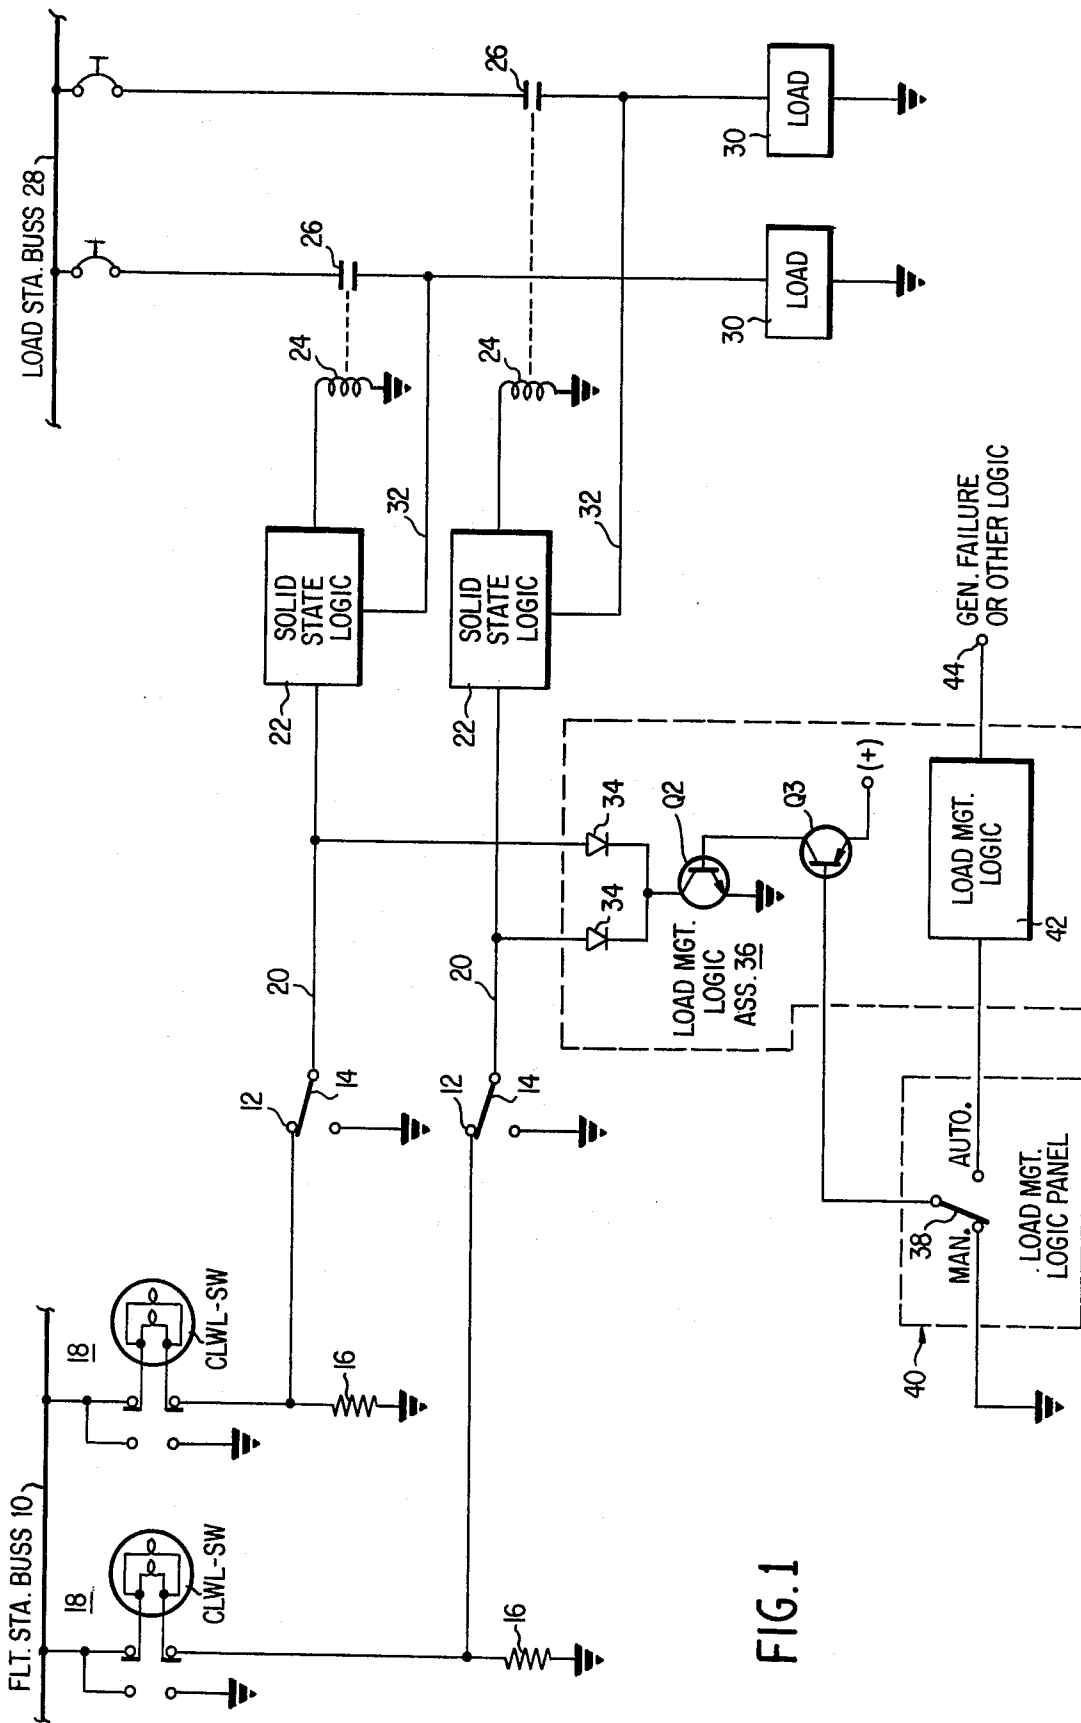 FLT. STA. BUSS 10
18
CLWL-SW
18
CLWL-SW
16
16
12
14
12
14
20
20
LOAD STA. BUSS 28
22
SOLID
STATE
LOGIC
22
SOLID
STATE
LOGIC
24
24
26
26
32
32
30
LOAD
30
LOAD
34
34
Q2
Q3
(+)
LOAD MGT.
LOGIC
ASS. 36
LOAD MGT.
LOGIC
42
44
GEN. FAILURE
OR OTHER LOGIC
40
MAN.
38
AUTO.
LOAD MGT.
LOGIC PANEL
FIG. 1